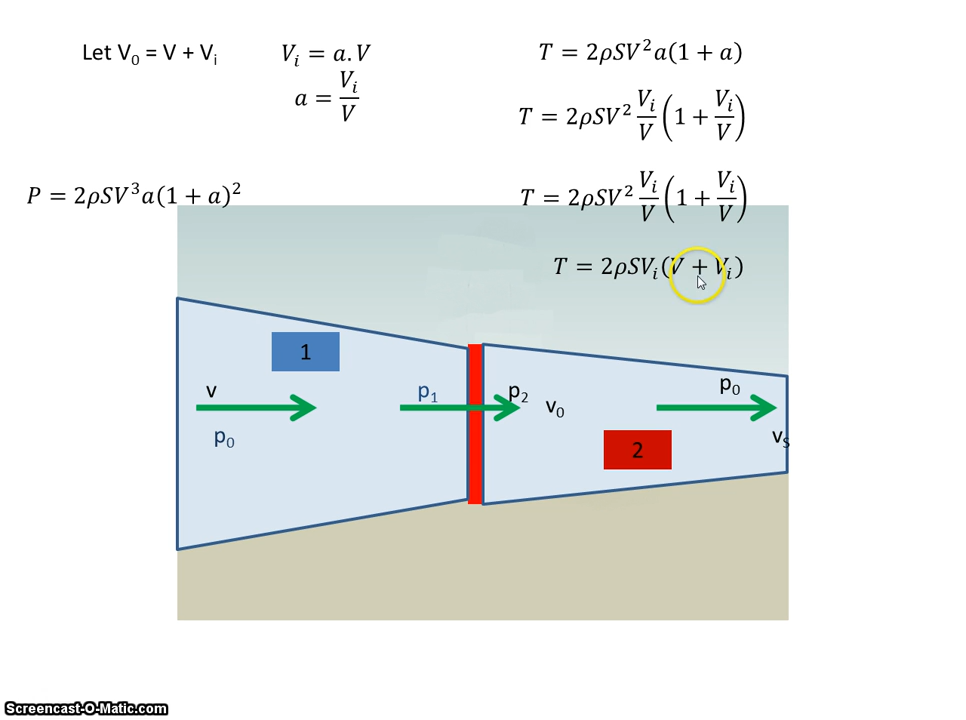 Let V₀ = V + Vᵢ
Vᵢ = a.V
a = Vᵢ/V
T = 2ρSV²a(1 + a)
T = 2ρSV² Vᵢ/V (1 + Vᵢ/V)
P = 2ρSV³a(1 + a)²
T = 2ρSV² Vᵢ/V (1 + Vᵢ/V)
T = 2ρSVᵢ(V + Vᵢ)
1
v
p₁
p₂
p₀
v₀
p₀
2
vₛ
Screencast-O-Matic.com